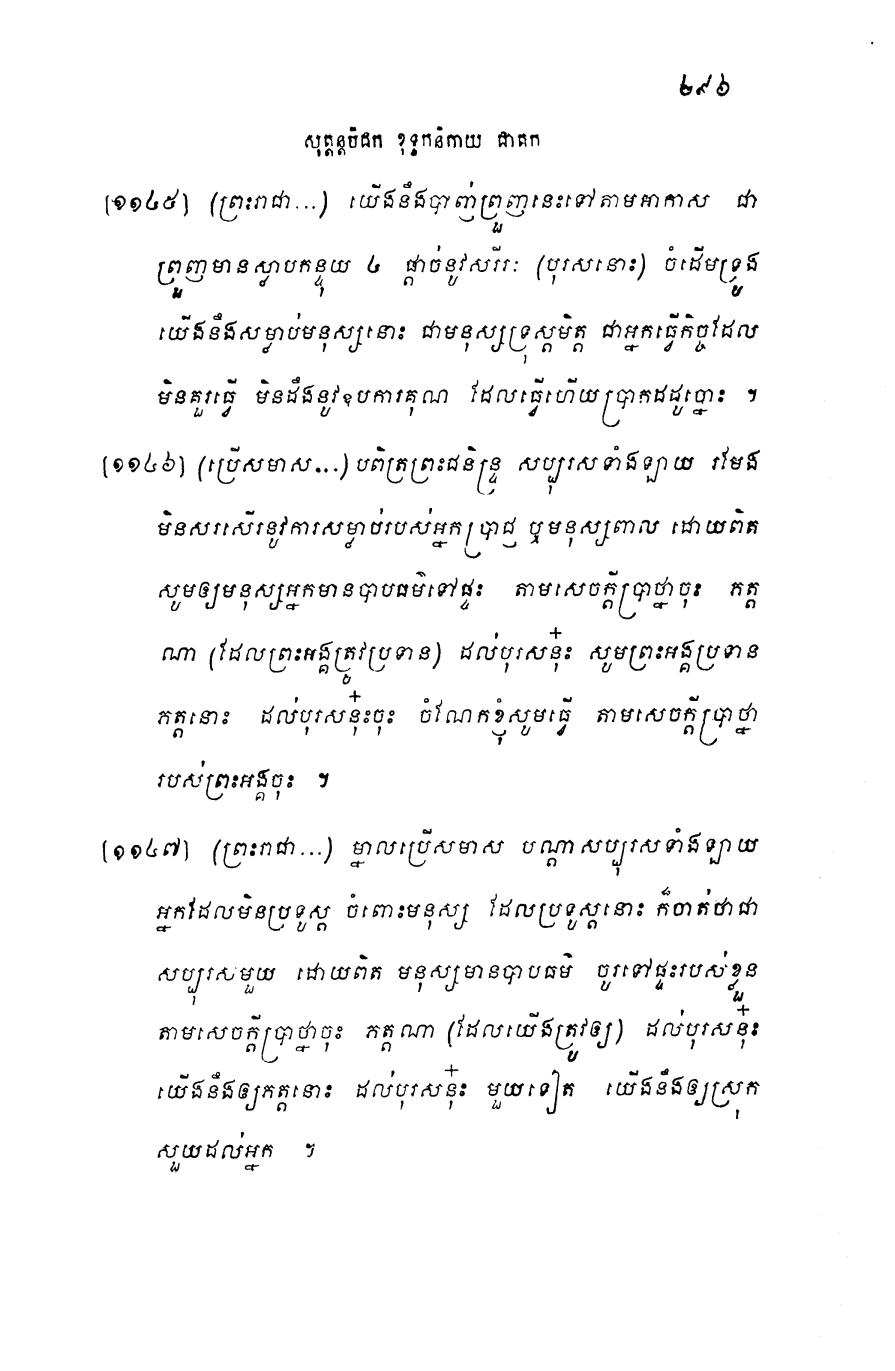 ២៩៦
សុត្តន្តបិដក ខុទ្ទកនិកាយ ជាតក
[១១៤៥] (ព្រះរាជា...) យើងនឹងបាញ់ព្រួញនេះទៅតាមអាកាស ជា
ព្រួញមានស្លាបកន្ទុយ ៤ ផ្តាច់នូវសរីរៈ (បុរសនោះ) ចំដើមទ្រូង
យើងនឹងសម្លាប់មនុស្សនោះ ជាមនុស្សទ្រុស្តមិត្ត ជាអ្នកធ្វើកិច្ចដែល
មិនគួរធ្វើ មិនដឹងនូវឧបការគុណ ដែលធ្វើហើយប្រាកដដូច្នោះ ។
[១១៤៦] (ប្រើសមាស...) បពិត្រព្រះជនិន្ទ្រ សប្បុរសទាំងឡាយ រមែង
មិនសរសើរនូវការសម្លាប់របស់អ្នកប្រាជ្ញ ឬមនុស្សពាល ដោយពិត
សូមឲ្យមនុស្សអ្នកមានបាបធម៌ទៅផ្ទះ តាមសេចក្តីប្រាថ្នាចុះ ភត្ត
ណា (ដែលព្រះអង្គត្រូវប្រទាន) ដល់បុរសនុ៎ះ សូមព្រះអង្គប្រទាន
ភត្តនោះ ដល់បុរសនុ៎ះចុះ ចំណែកខ្ញុំសូមធ្វើ តាមសេចក្តីប្រាថ្នា
របស់ព្រះអង្គចុះ ។
[១១៤៧] (ព្រះរាជា...) ម្នាលប្រើសមាស បណ្តាសប្បុរសទាំងឡាយ
អ្នកដែលមិនប្រទូស្ត ចំពោះមនុស្ស ដែលប្រទូស្តនោះ ក៏ចាត់ថាជា
សប្បុរសមួយ ដោយពិត មនុស្សមានបាបធម៌ ចូរទៅផ្ទះរបស់ខ្លួន
តាមសេចក្តីប្រាថ្នាចុះ ភត្តណា (ដែលយើងត្រូវឲ្យ) ដល់បុរសនុ៎ះ
យើងនឹងឲ្យភត្តនោះ ដល់បុរសនុ៎ះ មួយទៀត យើងនឹងឲ្យស្រុក
សួយដល់អ្នក ។